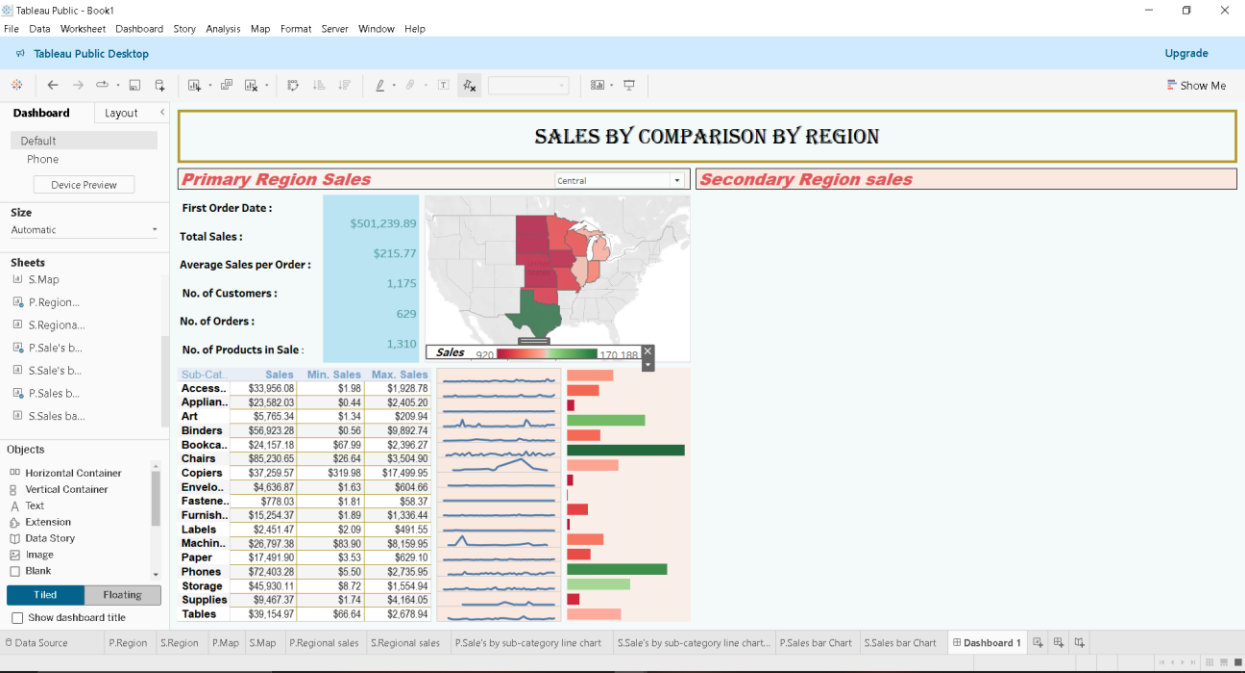 Tableau Public - Book1
File Data Worksheet Dashboard Story Analysis Map Format Server Window Help
Tableau Public Desktop
Upgrade
Show Me
Dashboard
Layout
Default
Phone
Device Preview
Size
Automatic
Sheets
S.Map
P.Region...
S.Regiona...
P.Sale's b...
S.Sale's b...
P.Sales b...
S.Sales ba...
Objects
Horizontal Container
Vertical Container
Text
Extension
Data Story
Image
Blank
Tiled
Floating
Show dashboard title
SALES BY COMPARISON BY REGION
Primary Region Sales
Central
Secondary Region sales
First Order Date :
$501,239.89
Total Sales :
$215.77
Average Sales per Order :
1,175
No. of Customers :
629
No. of Orders :
1,310
No. of Products in Sale :
Sales 920 170,188
Sub-Cat.. Sales Min. Sales Max. Sales
Access.. $33,956.08 $1.98 $1,928.78
Applian.. $23,582.03 $0.44 $2,405.20
Art $5,765.34 $1.34 $209.94
Binders $56,923.28 $0.56 $9,892.74
Bookca.. $24,157.18 $67.99 $2,396.27
Chairs $85,230.65 $26.64 $3,504.90
Copiers $37,259.57 $319.98 $17,499.95
Envelo.. $4,636.87 $1.63 $604.66
Fastene.. $778.03 $1.81 $58.37
Furnish.. $15,254.37 $1.89 $1,336.44
Labels $2,451.47 $2.09 $491.55
Machin.. $26,797.38 $83.90 $8,159.95
Paper $17,491.90 $3.53 $629.10
Phones $72,403.28 $5.50 $2,735.95
Storage $45,930.11 $8.72 $1,554.94
Supplies $9,467.37 $1.74 $4,164.05
Tables $39,154.97 $66.64 $2,678.94
Data Source P.Region S.Region P.Map S.Map P.Regional sales S.Regional sales P.Sale's by sub-category line chart S.Sale's by sub-category line chart... P.Sales bar Chart S.Sales bar Chart Dashboard 1